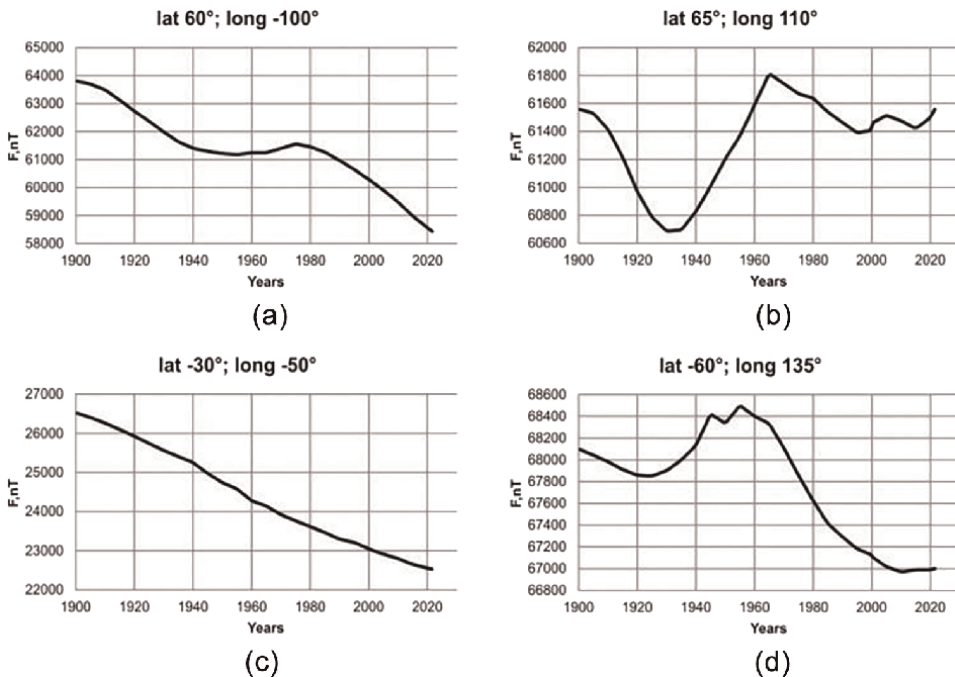 lat 60°; long -100°
65000
64000
63000
62000
61000
60000
59000
58000
F,nT
1900 1920 1940 1960 1980 2000 2020
Years
(a)
lat 65°; long 110°
62000
61800
61600
61400
61200
61000
60800
60600
F,nT
1900 1920 1940 1960 1980 2000 2020
Years
(b)
lat -30°; long -50°
27000
26000
25000
24000
23000
22000
F,nT
1900 1920 1940 1960 1980 2000 2020
Years
(c)
lat -60°; long 135°
68600
68400
68200
68000
67800
67600
67400
67200
67000
66800
F,nT
1900 1920 1940 1960 1980 2000 2020
Years
(d)